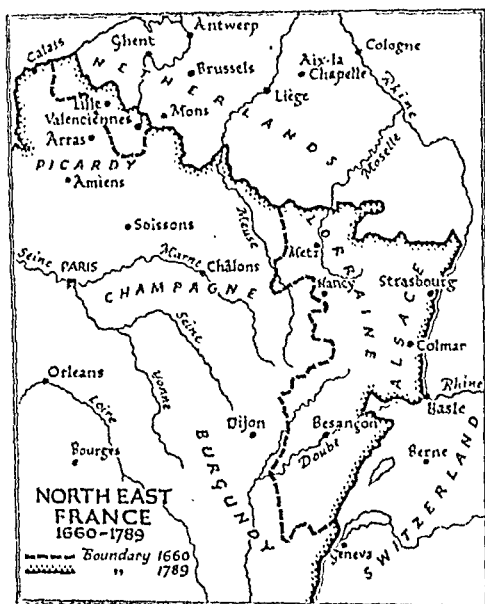 Antwerp
Ghent
Calais
Cologne
NETHERLANDS
Brussels
Aix-la
Chapelle
Rhine
Lille
Liège
Valenciennes
Mons
Arras
Moselle
PICARDY
Amiens
Meuse
Soissons
LORRAINE
Metz
Seine
Marne
Châlons
PARIS
Nancy
Strasbourg
CHAMPAGNE
ALSACE
Seine
Colmar
Orleans
Yonne
Rhine
Loire
Basle
Dijon
Besançon
Bourges
Doubs
Berne
BURGUNDY
SWITZERLAND
NORTH EAST
FRANCE
1660-1789
Boundary 1660
" 1789
Geneva